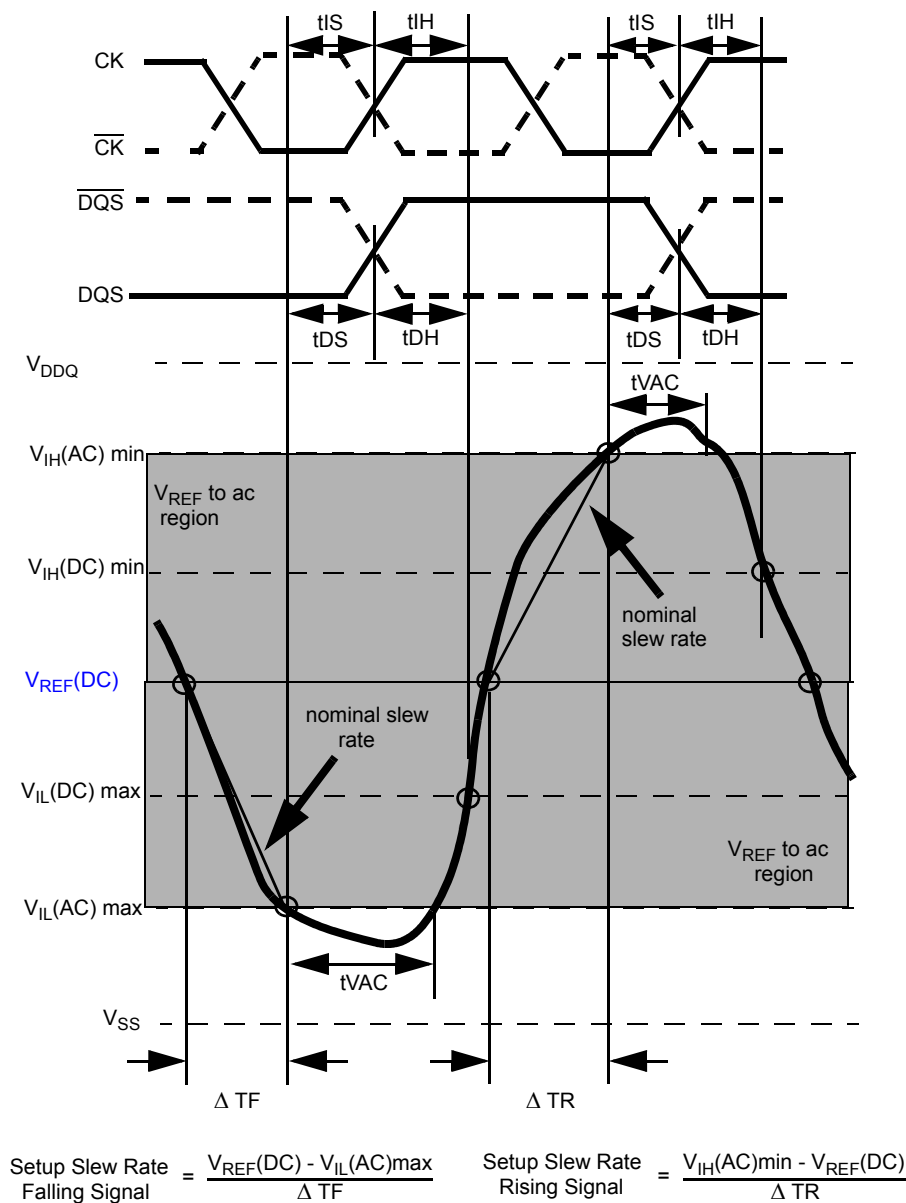 tIS tIH tIS tIH
CK
C̅K̅
D̅Q̅S̅
DQS
tDS tDH tDS tDH
VDDQ
tVAC
VIH(AC) min
VREF to ac
region
VIH(DC) min
nominal
slew rate
VREF(DC)
nominal slew
rate
VIL(DC) max
VREF to ac
region
VIL(AC) max
tVAC
VSS
Δ TF Δ TR
Setup Slew Rate
Falling Signal
= VREF(DC) - VIL(AC)max
Δ TF
Setup Slew Rate
Rising Signal
= VIH(AC)min - VREF(DC)
Δ TR